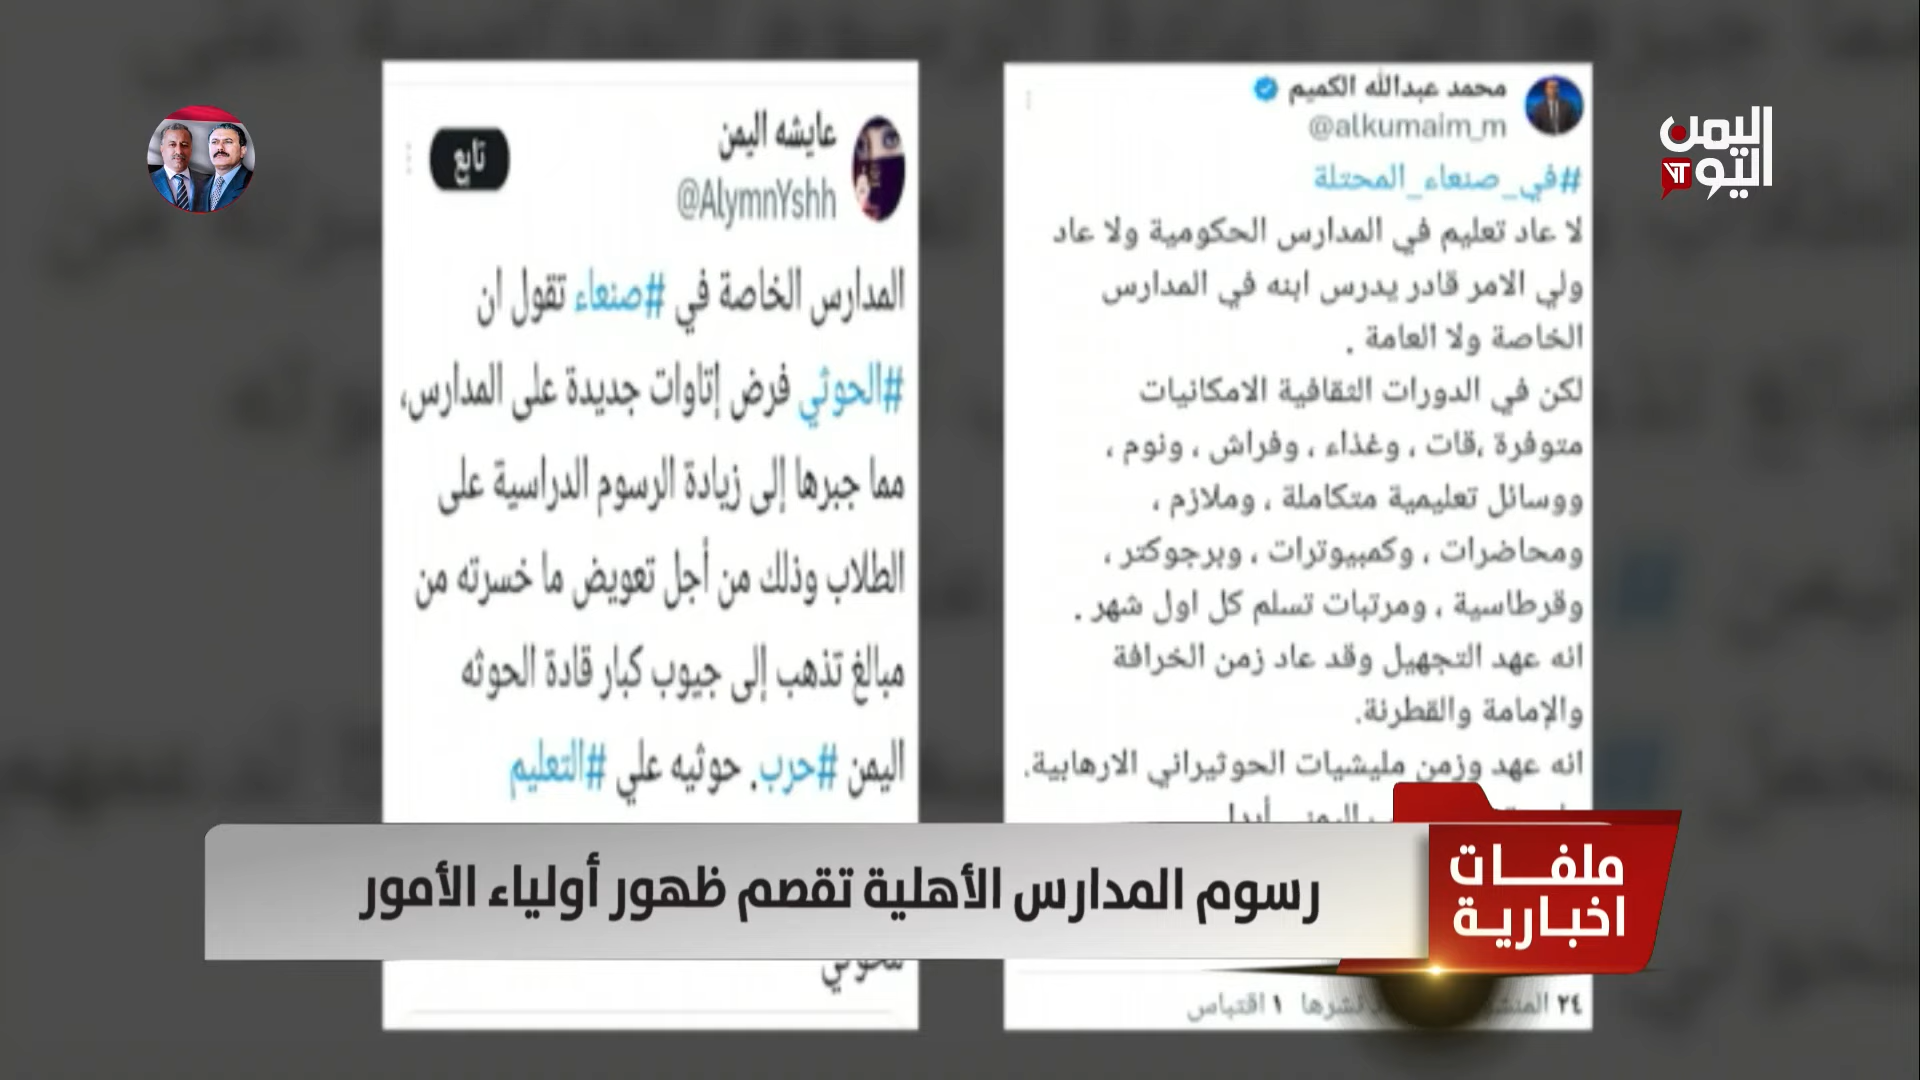 اليمن
اليوم
YT
محمد عبدالله الكميم
@alkumaim_m
#في_صنعاء_المحتلة
لا عاد تعليم في المدارس الحكومية ولا عاد
ولي الامر قادر يدرس ابنه في المدارس
الخاصة ولا العامة .
لكن في الدورات الثقافية الامكانيات
متوفرة ،قات ، وغذاء ، وفراش ، ونوم ،
ووسائل تعليمية متكاملة ، وملازم ،
ومحاضرات ، وكمبيوترات ، وبرجوكتر ،
وقرطاسية ، ومرتبات تسلم كل اول شهر .
انه عهد التجهيل وقد عاد زمن الخرافة
والإمامة والقطرنة.
انه عهد وزمن مليشيات الحوثيراني الارهابية.
أبدا
٢٤ نشرها ١ اقتباس
عايشه اليمن
تابع
@AlymnYshh
المدارس الخاصة في #صنعاء تقول ان
#الحوثي فرض إتاوات جديدة على المدارس،
مما جبرها إلى زيادة الرسوم الدراسية على
الطلاب وذلك من أجل تعويض ما خسرته من
مبالغ تذهب إلى جيوب كبار قادة الحوثه
اليمن #حرب. حوثيه علي #التعليم
ملفات
اخبارية
رسوم المدارس الأهلية تقصم ظهور أولياء الأمور